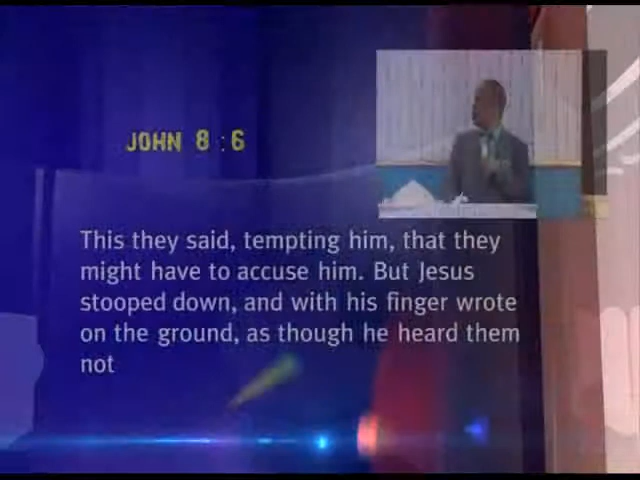 JOHN 8:6
This they said, tempting him, that they
might have to accuse him. But Jesus
stooped down, and with his finger wrote
on the ground, as though he heard them
not